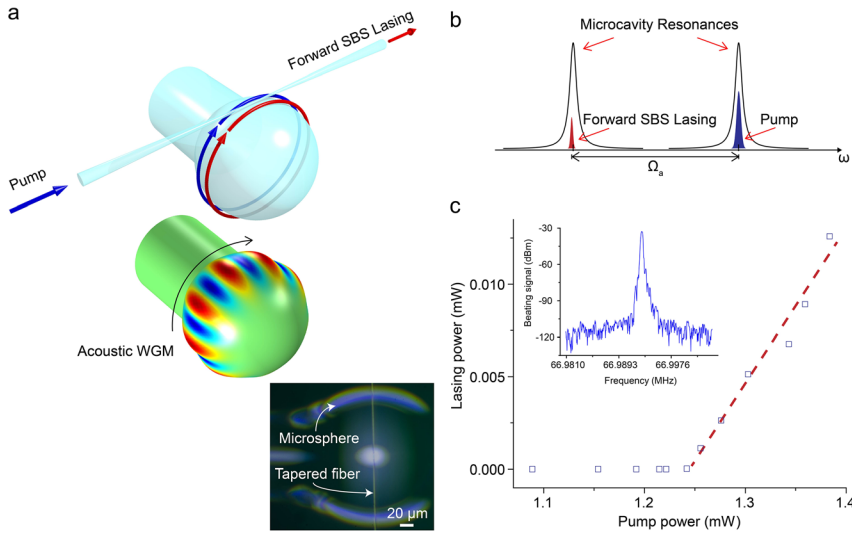 a
Forward SBS Lasing
Pump
Acoustic WGM
Microsphere
Tapered fiber
20 μm
b
Microcavity Resonances
Forward SBS Lasing
Pump
Ωa
ω
c
Lasing power (mW)
0.010
0.005
0.000
1.1
1.2
1.3
1.4
Pump power (mW)
Beating signal (dBm)
-30
-60
-90
-120
66.9810
66.9893
66.9976
Frequency (MHz)